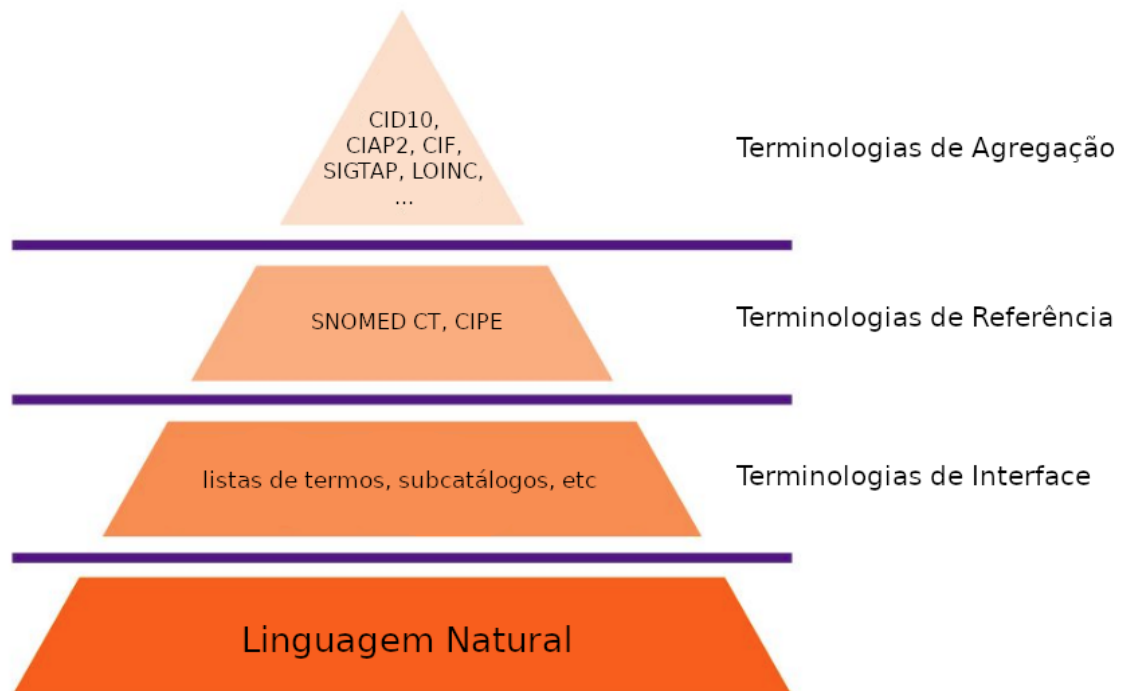 CID10,
CIAP2, CIF,
SIGTAP, LOINC,
...
Terminologias de Agregação
SNOMED CT, CIPE
Terminologias de Referência
listas de termos, subcatálogos, etc
Terminologias de Interface
Linguagem Natural